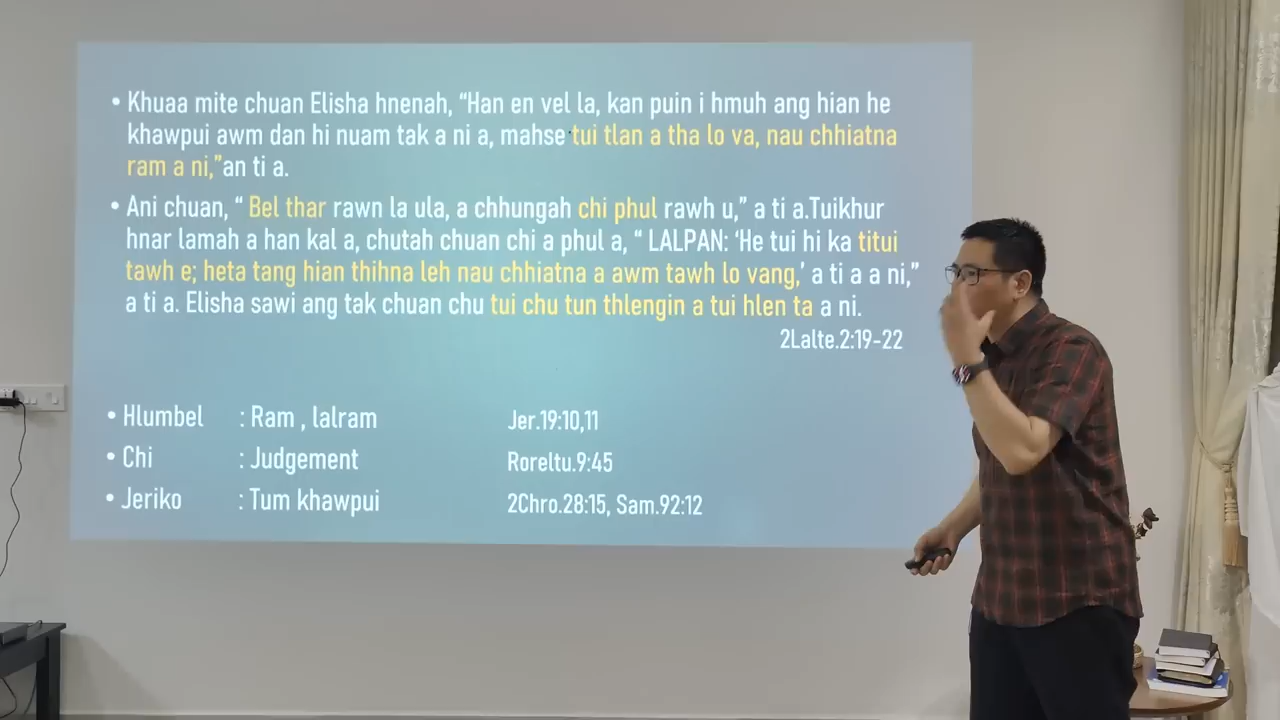 • Khuaa mite chuan Elisha hnenah, “Han en vel la, kan puin i hmuh ang hian he
khawpui awm dan hi nuam tak a ni a, mahse tui tlan a tha lo va, nau chhiatna
ram a ni,”an ti a.
• Ani chuan, “ Bel thar rawn la ula, a chhungah chi phul rawh u,” a ti a.Tuikhur
hnar lamah a han kal a, chutah chuan chi a phul a, “ LALPAN: ‘He tui hi ka titui
tawh e; heta tang hian thihna leh nau chhiatna a awm tawh lo vang,’ a ti a a ni,”
a ti a. Elisha sawi ang tak chuan chu tui chu tun thlengin a tui hlen ta a ni.
2Lalte.2:19-22
• Hlumbel : Ram , lalram Jer.19:10,11
• Chi : Judgement Roreltu.9:45
• Jeriko : Tum khawpui 2Chro.28:15, Sam.92:12